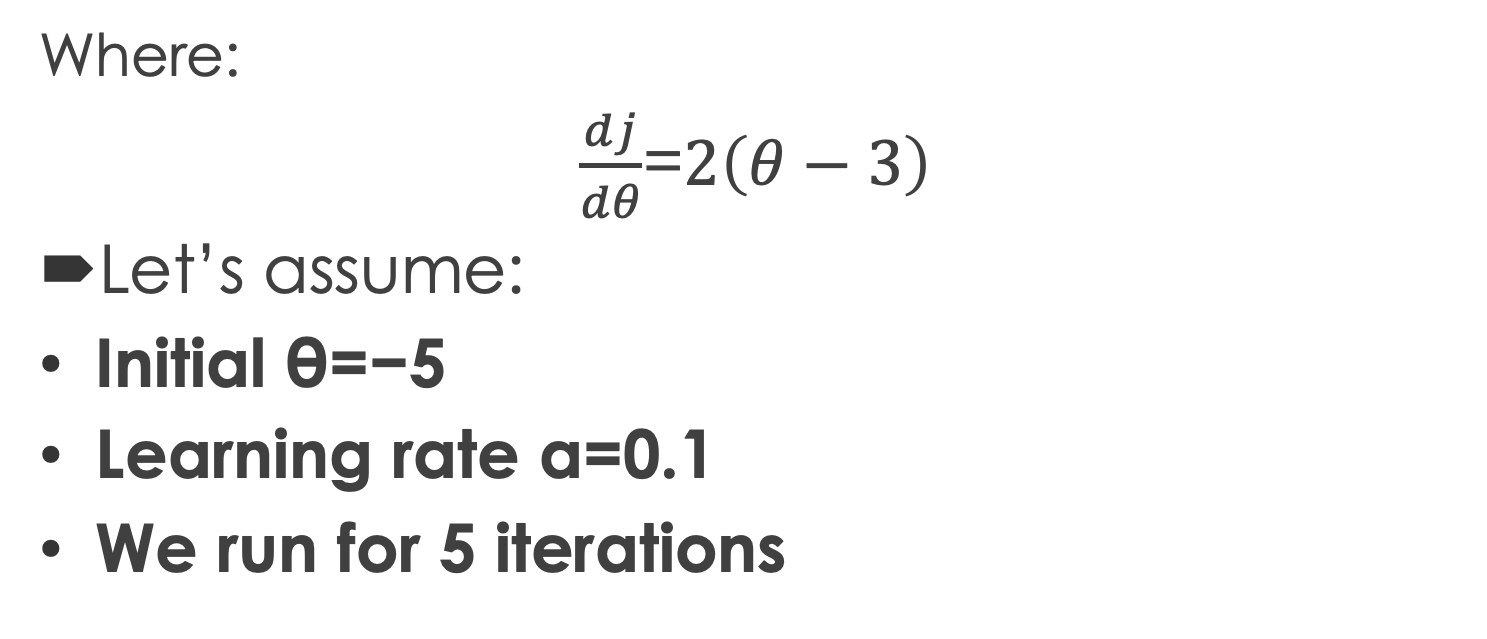 Where:
dj/dθ=2(θ − 3)
Let’s assume:
• Initial θ=−5
• Learning rate a=0.1
• We run for 5 iterations